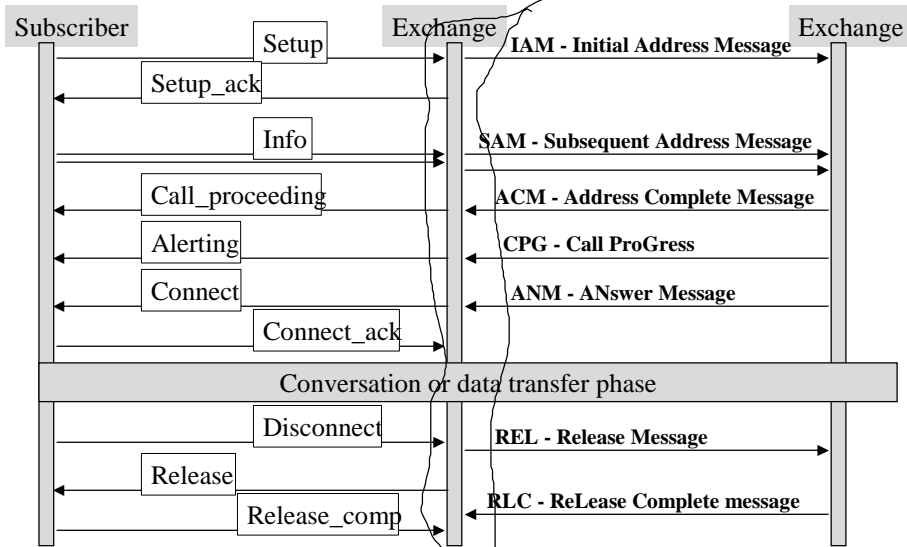 Subscriber Exchange Exchange
Setup IAM - Initial Address Message
Setup_ack
Info SAM - Subsequent Address Message
Call_proceeding ACM - Address Complete Message
Alerting CPG - Call ProGress
Connect ANM - ANswer Message
Connect_ack
Conversation or data transfer phase
Disconnect REL - Release Message
Release
Release_comp RLC - ReLease Complete message